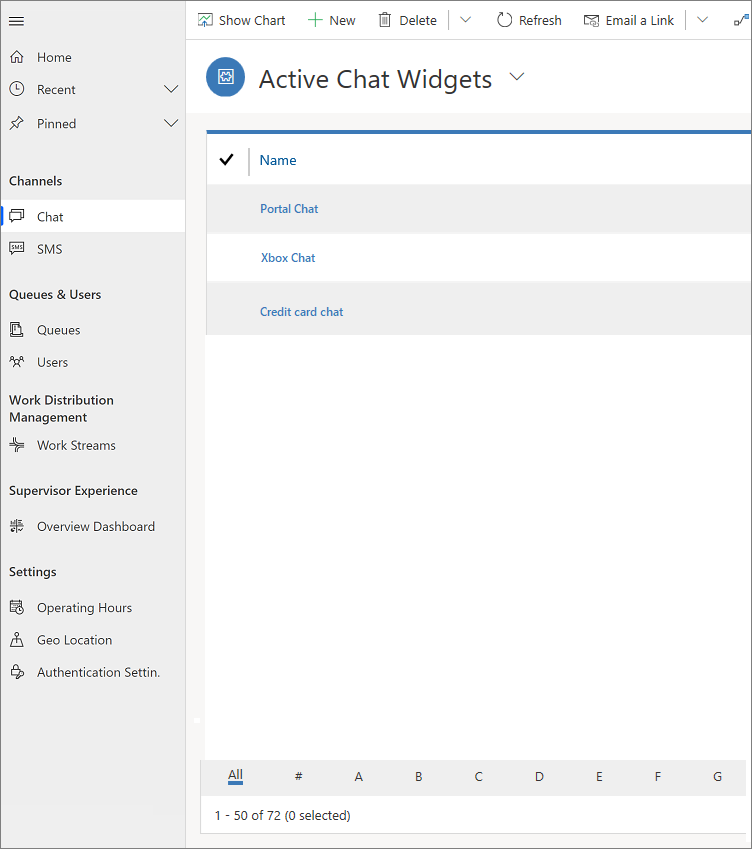 Show Chart
New
Delete
Refresh
Email a Link
Home
Recent
Pinned
Channels
Chat
SMS
SMS
Queues & Users
Queues
Users
Work Distribution
Management
Work Streams
Supervisor Experience
Overview Dashboard
Settings
Operating Hours
Geo Location
Authentication Settin.
Active Chat Widgets
Name
Portal Chat
Xbox Chat
Credit card chat
All # A B C D E F G
1 - 50 of 72 (0 selected)